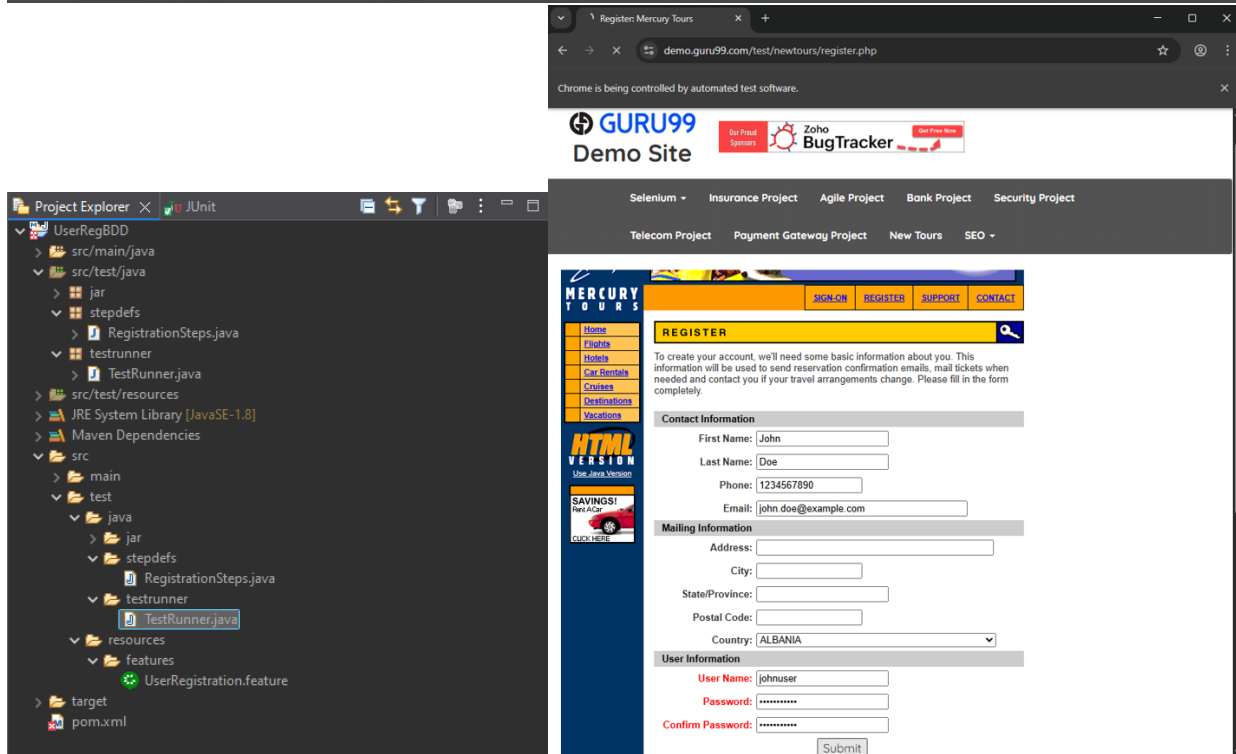 Project Explorer
JUnit
UserRegBDD
src/main/java
src/test/java
jar
stepdefs
RegistrationSteps.java
testrunner
TestRunner.java
src/test/resources
JRE System Library [JavaSE-1.8]
Maven Dependencies
src
main
test
java
jar
stepdefs
RegistrationSteps.java
testrunner
TestRunner.java
resources
features
UserRegistration.feature
target
pom.xml
Register: Mercury Tours
demo.guru99.com/test/newtours/register.php
Chrome is being controlled by automated test software.
GURU99
Demo Site
Our Proud
Sponsors
Zoho
BugTracker
Get Free Now
Selenium
Insurance Project
Agile Project
Bank Project
Security Project
Telecom Project
Payment Gateway Project
New Tours
SEO
MERCURY
TOURS
SIGN-ON
REGISTER
SUPPORT
CONTACT
Home
Flights
Hotels
Car Rentals
Cruises
Destinations
Vacations
HTML
VERSION
Use Java Version
SAVINGS!
Rent A Car
CLICK HERE
REGISTER
To create your account, we'll need some basic information about you. This
information will be used to send reservation confirmation emails, mail tickets when
needed and contact you if your travel arrangements change. Please fill in the form
completely.
Contact Information
First Name: John
Last Name: Doe
Phone: 1234567890
Email: john.doe@example.com
Mailing Information
Address:
City:
State/Province:
Postal Code:
Country: ALBANIA
User Information
User Name: johnuser
Password: •••••••••••
Confirm Password: •••••••••••
Submit